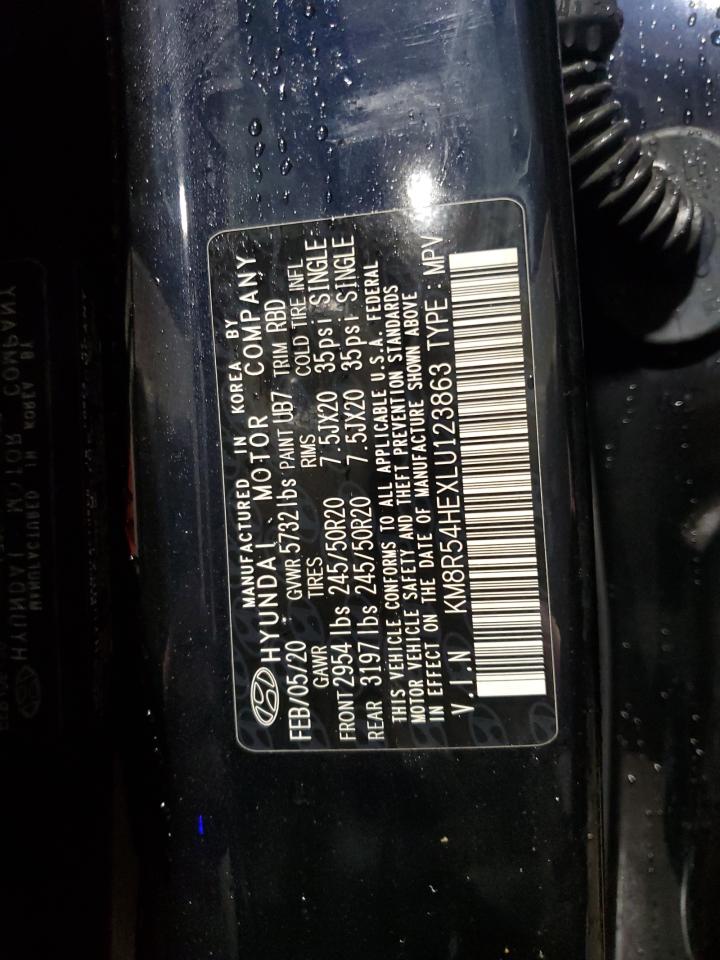 MANUFACTURED IN KOREA BY
HYUNDAI MOTOR COMPANY
FEB/05/20 GVWR 5732 lbs PAINT UB7 TRIM RBD
GAWR TIRES RIMS COLD TIRE INFL
FRONT 2954 lbs 245/50R20 7.5JX20 35psi SINGLE
REAR 3197 lbs 245/50R20 7.5JX20 35psi SINGLE
THIS VEHICLE CONFORMS TO ALL APPLICABLE U.S.A. FEDERAL
MOTOR VEHICLE SAFETY AND THEFT PREVENTION STANDARDS
IN EFFECT ON THE DATE OF MANUFACTURE SHOWN ABOVE
V.I.N KM8R54HEXLU123863 TYPE : MPV